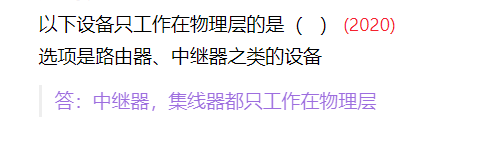 以下设备只工作在物理层的是（  ）(2020)
选项是路由器、中继器之类的设备
答：中继器，集线器都只工作在物理层